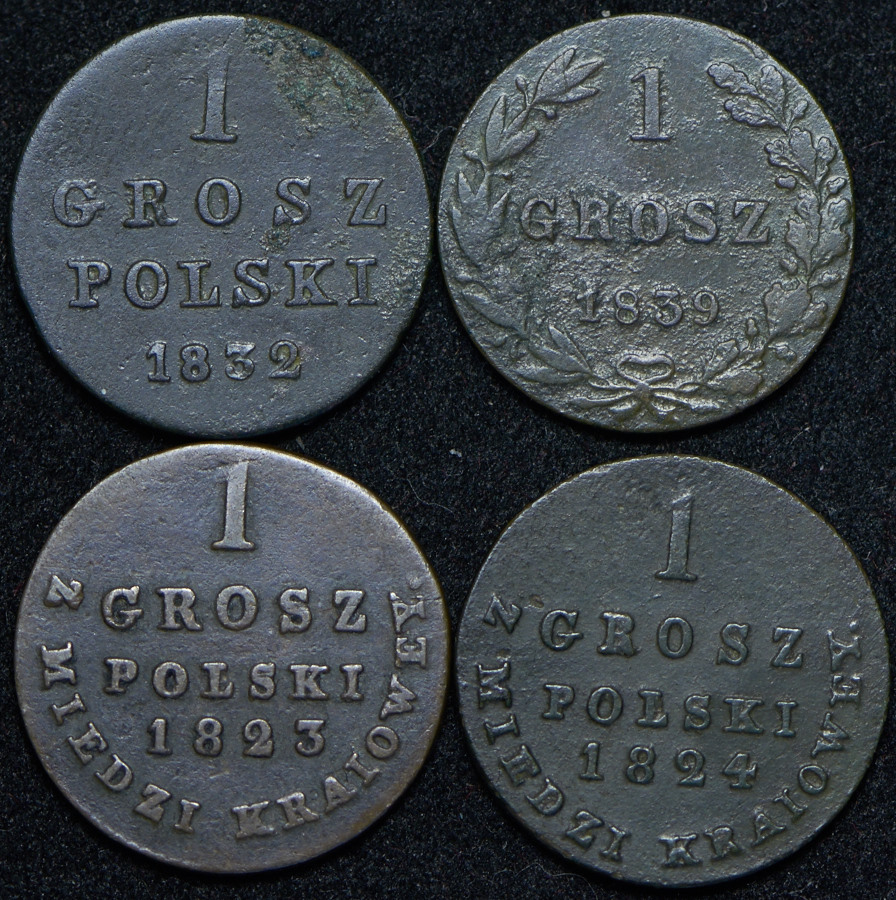 1
GROSZ
POLSKI
1832
1
GROSZ
1839
1
GROSZ
POLSKI
1823
Z MIEDZI KRAIOWEY.
1
GROSZ
POLSKI
1824
Z MIEDZI KRAIOWEY.